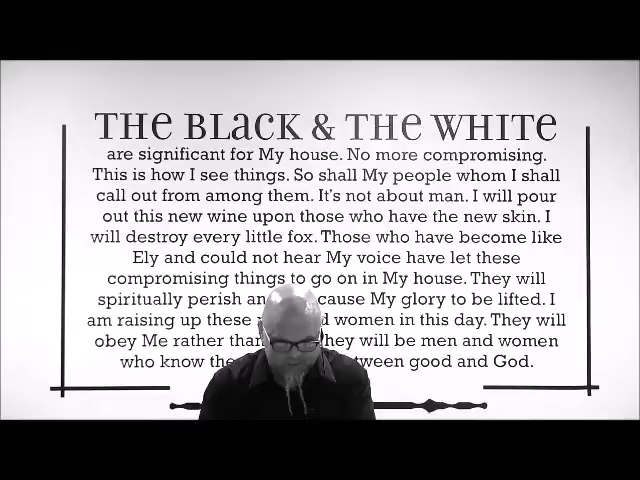 THE BLACK & THE WHITE
are significant for My house. No more compromising.
This is how I see things. So shall My people whom I shall
call out from among them. It's not about man. I will pour
out this new wine upon those who have the new skin. I
will destroy every little fox. Those who have become like
Ely and could not hear My voice have let these
compromising things to go on in My house. They will
spiritually perish an cause My glory to be lifted. I
am raising up these d women in this day. They will
obey Me rather than hey will be men and women
who know the tween good and God.